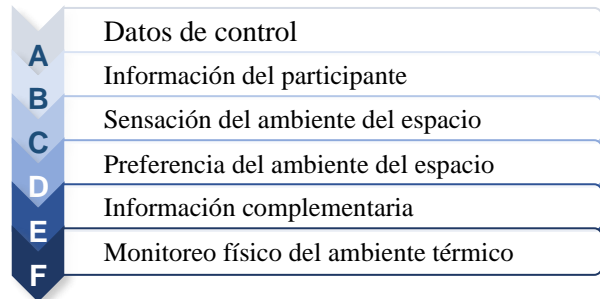 A
Datos de control
B
Información del participante
C
Sensación del ambiente del espacio
D
Preferencia del ambiente del espacio
E
Información complementaria
F
Monitoreo físico del ambiente térmico